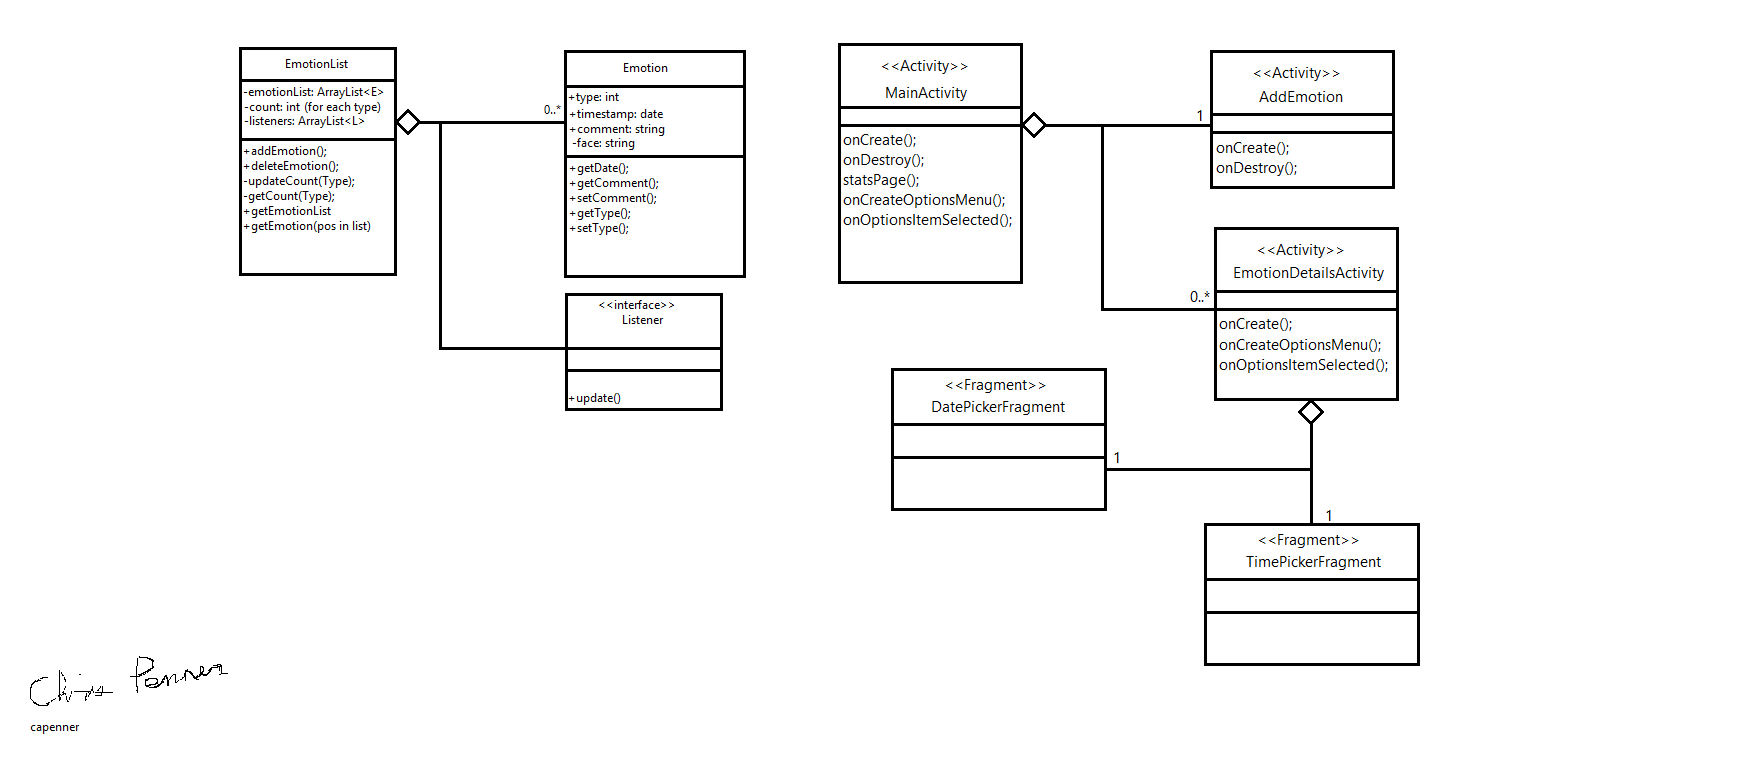 EmotionList
-emotionList: ArrayList<E>
-count: int (for each type)
-listeners: ArrayList<L>
+addEmotion();
+deleteEmotion();
-updateCount(Type);
-getCount(Type);
+getEmotionList
+getEmotion(pos in list)
0..*
Emotion
+type: int
+timestamp: date
+comment: string
-face: string
+getDate();
+getComment();
+setComment();
+getType();
+setType();
<<interface>>
Listener
+update()
<<Activity>>
MainActivity
onCreate();
onDestroy();
statsPage();
onCreateOptionsMenu();
onOptionsItemSelected();
1
<<Activity>>
AddEmotion
onCreate();
onDestroy();
0..*
<<Activity>>
EmotionDetailsActivity
onCreate();
onCreateOptionsMenu();
onOptionsItemSelected();
<<Fragment>>
DatePickerFragment
1
1
<<Fragment>>
TimePickerFragment
Penner
capenner